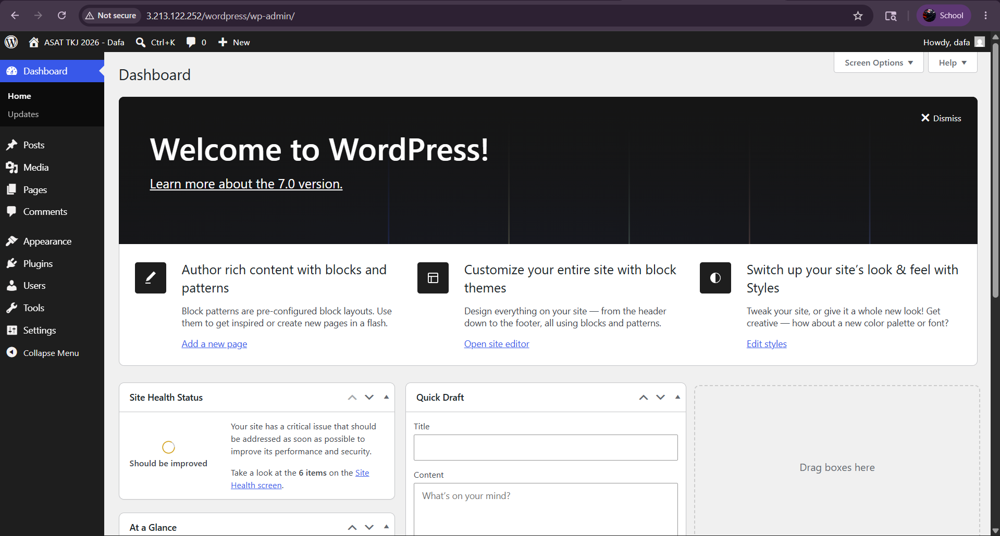 Not secure
3.213.122.252/wordpress/wp-admin/
School
ASAT TKJ 2026 - Dafa
Ctrl+K
0
New
Howdy, dafa
Dashboard
Home
Updates
Posts
Media
Pages
Comments
Appearance
Plugins
Users
Tools
Settings
Collapse Menu
Dashboard
Screen Options
Help
Dismiss
Welcome to WordPress!
Learn more about the 7.0 version.
Author rich content with blocks and
patterns
Block patterns are pre-configured block layouts. Use
them to get inspired or create new pages in a flash.
Add a new page
Customize your entire site with block
themes
Design everything on your site — from the header
down to the footer, all using blocks and patterns.
Open site editor
Switch up your site’s look & feel with
Styles
Tweak your site, or give it a whole new look! Get
creative — how about a new color palette or font?
Edit styles
Site Health Status
Should be improved
Your site has a critical issue that should
be addressed as soon as possible to
improve its performance and security.
Take a look at the 6 items on the Site
Health screen.
At a Glance
Quick Draft
Title
Content
What’s on your mind?
Drag boxes here